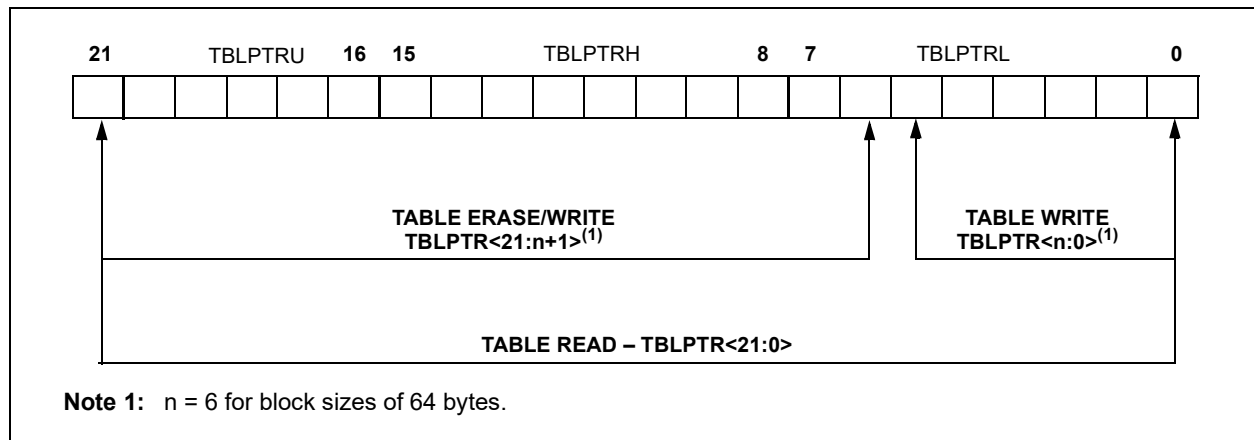 21 TBLPTRU 16 15 TBLPTRH 8 7 TBLPTRL 0
TABLE ERASE/WRITE
TBLPTR<21:n+1>(1)
TABLE WRITE
TBLPTR<n:0>(1)
TABLE READ – TBLPTR<21:0>
Note 1: n = 6 for block sizes of 64 bytes.